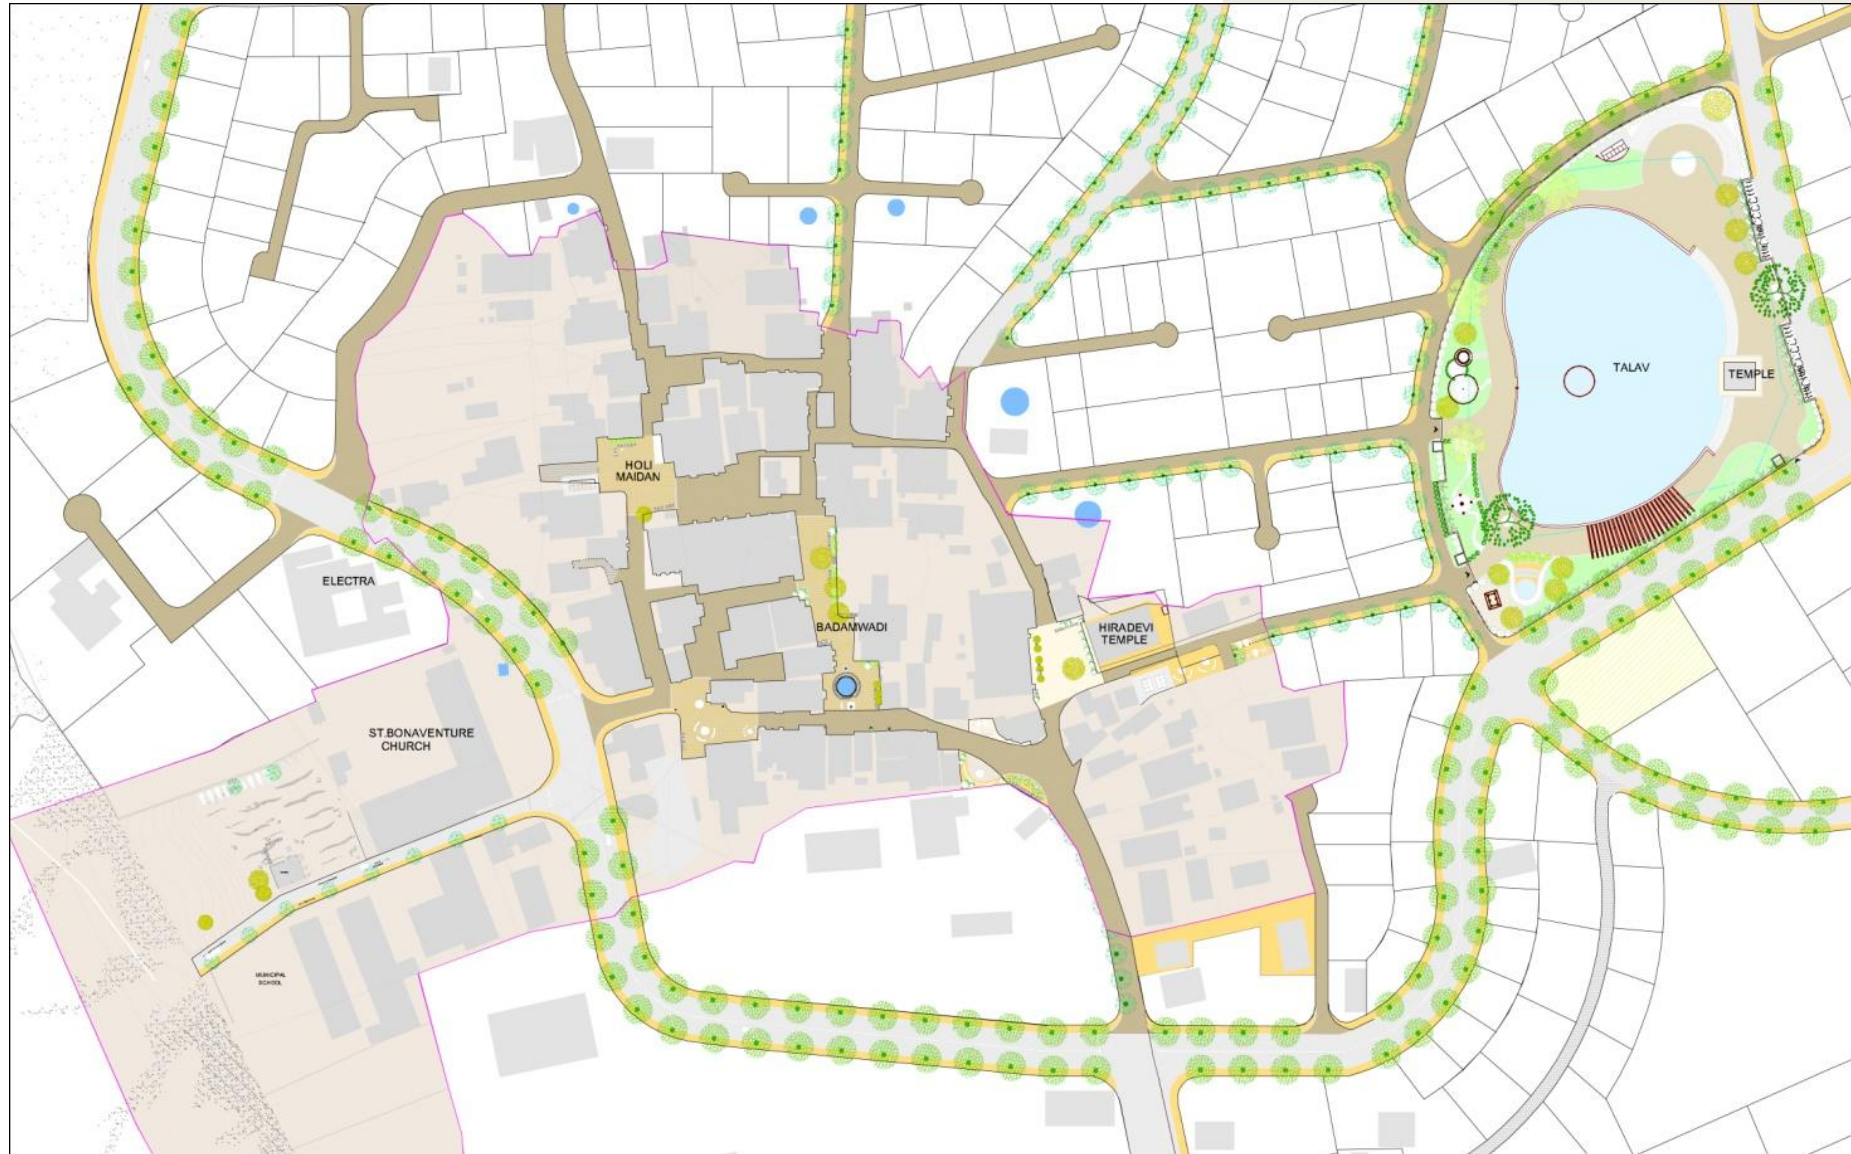 TALAV
TEMPLE
HOLI
MAIDAN
ELECTRA
BADAMWADI
HIRADEVI
TEMPLE
ST.BONAVENTURE
CHURCH
MUNICIPAL
SCHOOL